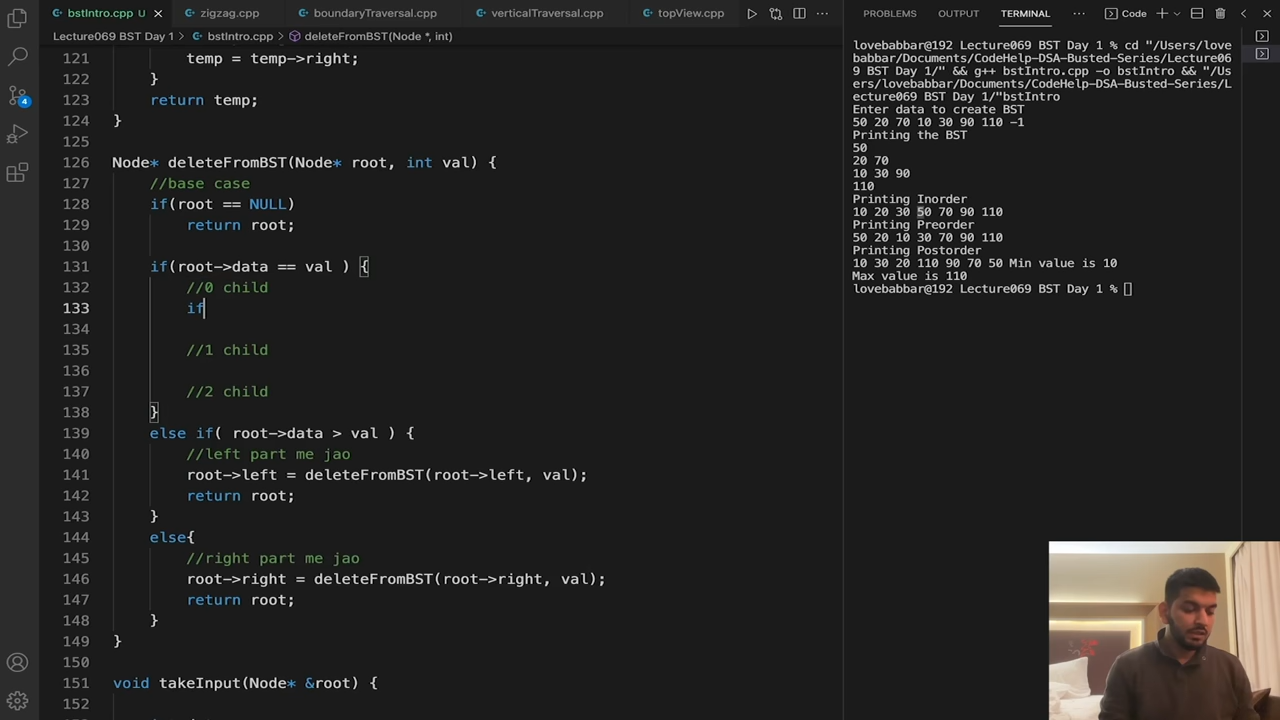 bstIntro.cpp U
zigzag.cpp
boundaryTraversal.cpp
verticalTraversal.cpp
topView.cpp
Lecture069 BST Day 1 > bstIntro.cpp > deleteFromBST(Node *, int)
121 temp = temp->right;
122 }
123 return temp;
124 }
125
126 Node* deleteFromBST(Node* root, int val) {
127 //base case
128 if(root == NULL)
129 return root;
130
131 if(root->data == val ) {
132 //0 child
133 if
134
135 //1 child
136
137 //2 child
138 }
139 else if( root->data > val ) {
140 //left part me jao
141 root->left = deleteFromBST(root->left, val);
142 return root;
143 }
144 else{
145 //right part me jao
146 root->right = deleteFromBST(root->right, val);
147 return root;
148 }
149 }
150
151 void takeInput(Node* &root) {
152
4
PROBLEMS OUTPUT TERMINAL ... Code
lovebabbar@192 Lecture069 BST Day 1 % cd "/Users/love
babbar/Documents/CodeHelp-DSA-Busted-Series/Lecture06
9 BST Day 1/" && g++ bstIntro.cpp -o bstIntro && "/Us
ers/lovebabbar/Documents/CodeHelp-DSA-Busted-Series/L
ecture069 BST Day 1/"bstIntro
Enter data to create BST
50 20 70 10 30 90 110 -1
Printing the BST
50
20 70
10 30 90
110
Printing Inorder
10 20 30 50 70 90 110
Printing Preorder
50 20 10 30 70 90 110
Printing Postorder
10 30 20 110 90 70 50 Min value is 10
Max value is 110
lovebabbar@192 Lecture069 BST Day 1 %